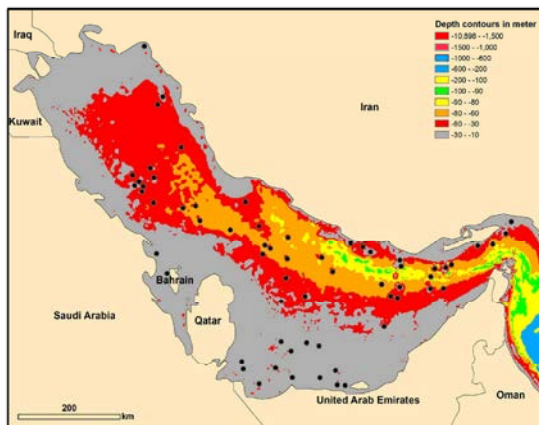 Depth contours in meter
-10,898 - -1,500
-1500 - -1,000
-1000 - -600
-600 - -200
-200 - -100
-100 - -90
-90 - -80
-80 - -60
-60 - -30
-30 - -10
Iraq
Iran
Kuwait
Bahrain
Saudi Arabia
Qatar
United Arab Emirates
Oman
200
km